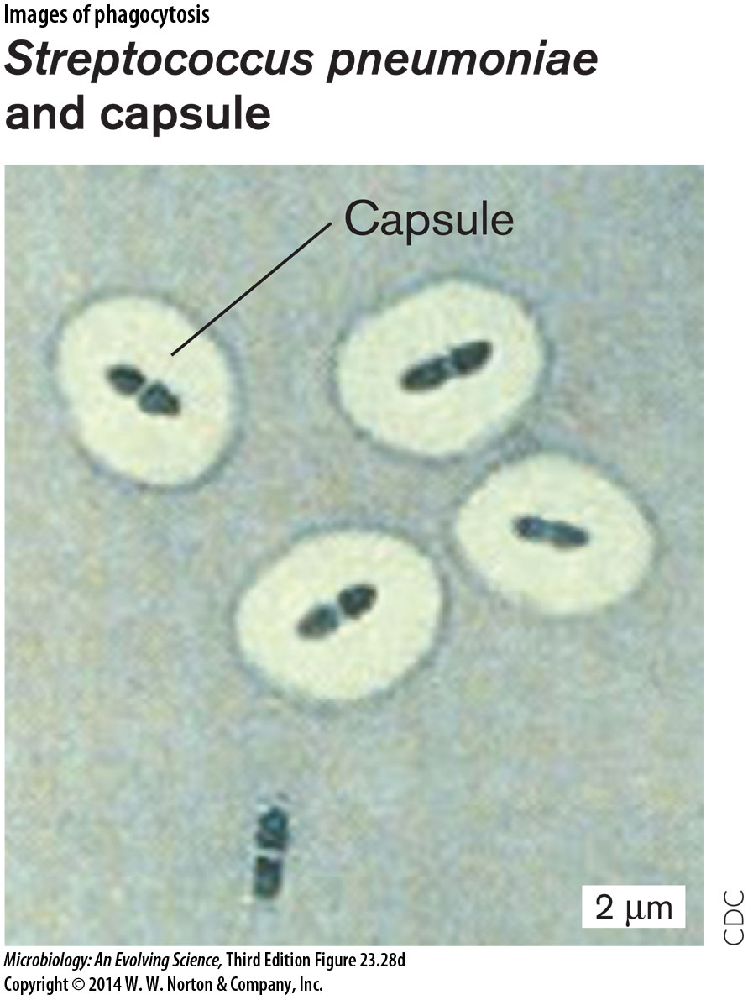 Images of phagocytosis
Streptococcus pneumoniae
and capsule
Capsule
2 μm
CDC
Microbiology: An Evolving Science, Third Edition Figure 23.28d
Copyright © 2014 W. W. Norton & Company, Inc.